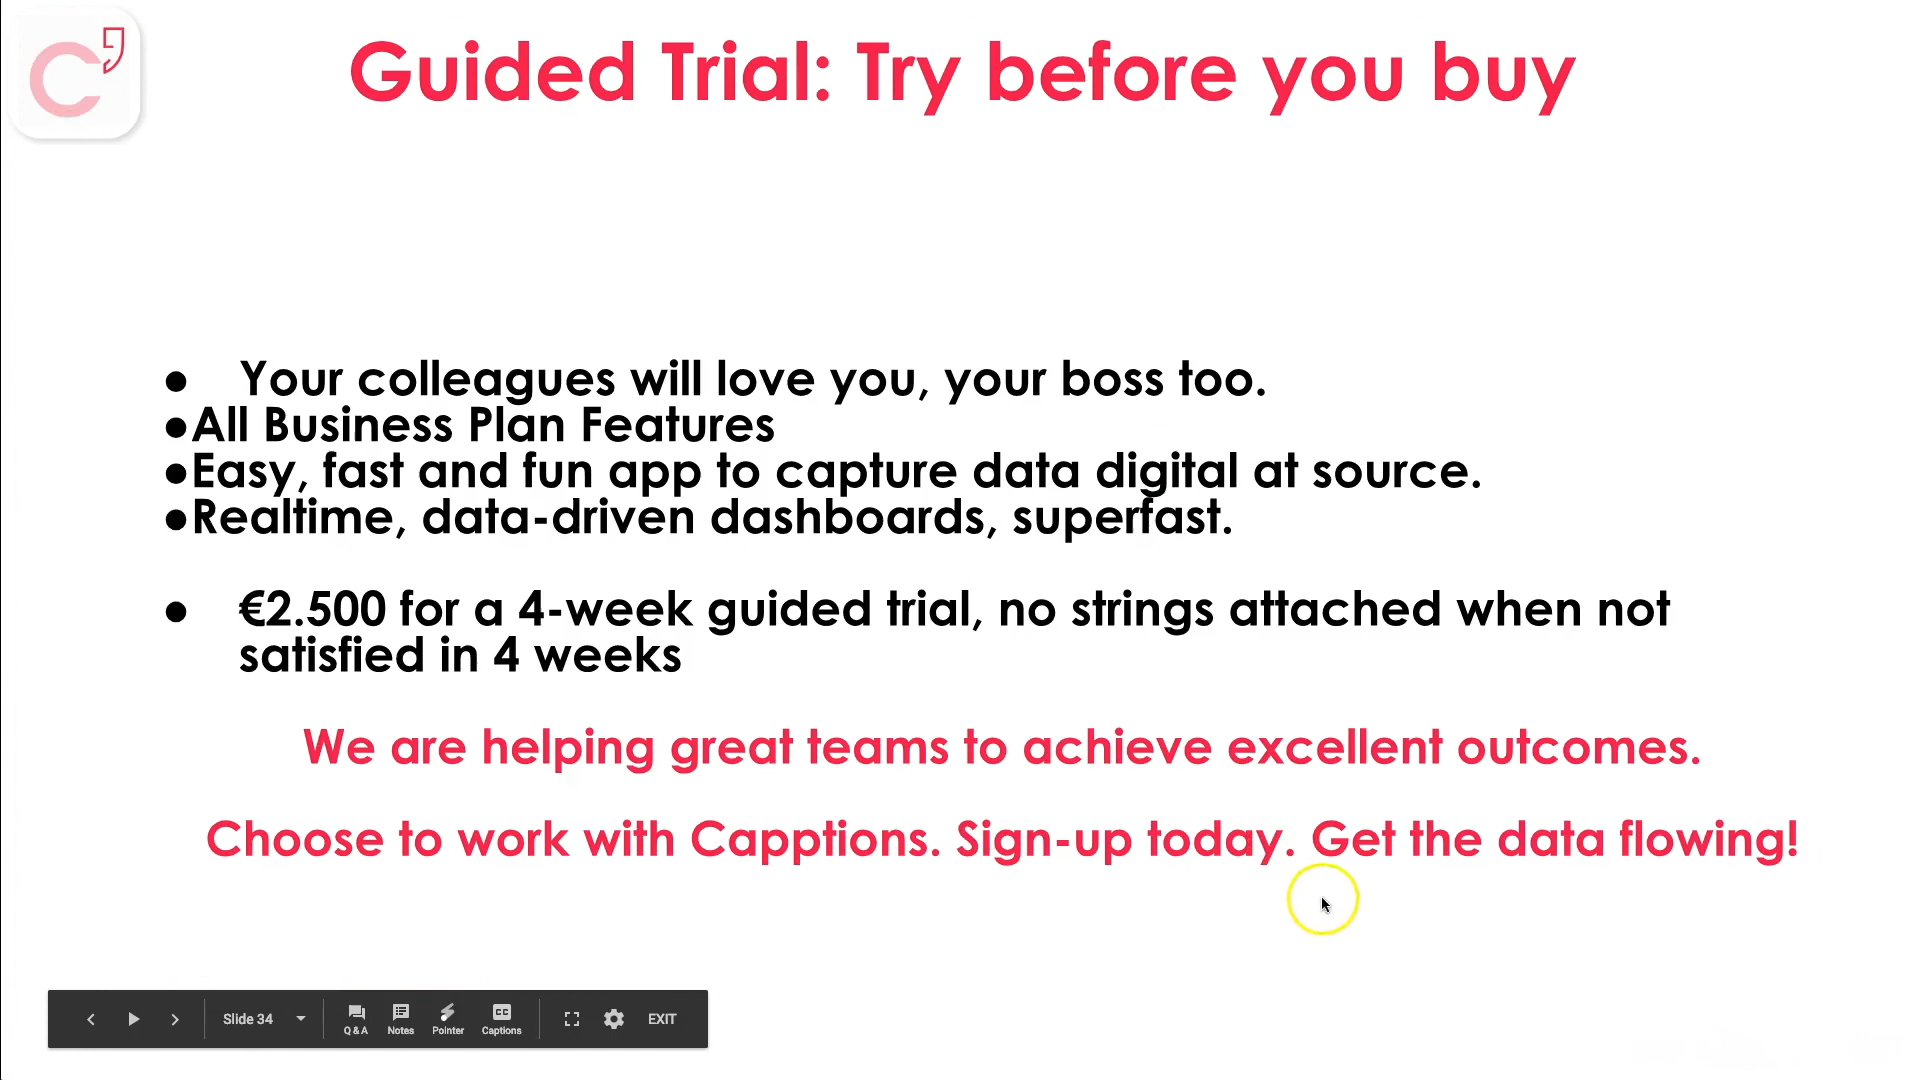 C'
Guided Trial: Try before you buy
● Your colleagues will love you, your boss too.
●All Business Plan Features
●Easy, fast and fun app to capture data digital at source.
●Realtime, data-driven dashboards, superfast.
● €2.500 for a 4-week guided trial, no strings attached when not
satisfied in 4 weeks
We are helping great teams to achieve excellent outcomes.
Choose to work with Capptions. Sign-up today. Get the data flowing!
Slide 34
Q & A
Notes
Pointer
CC
Captions
EXIT